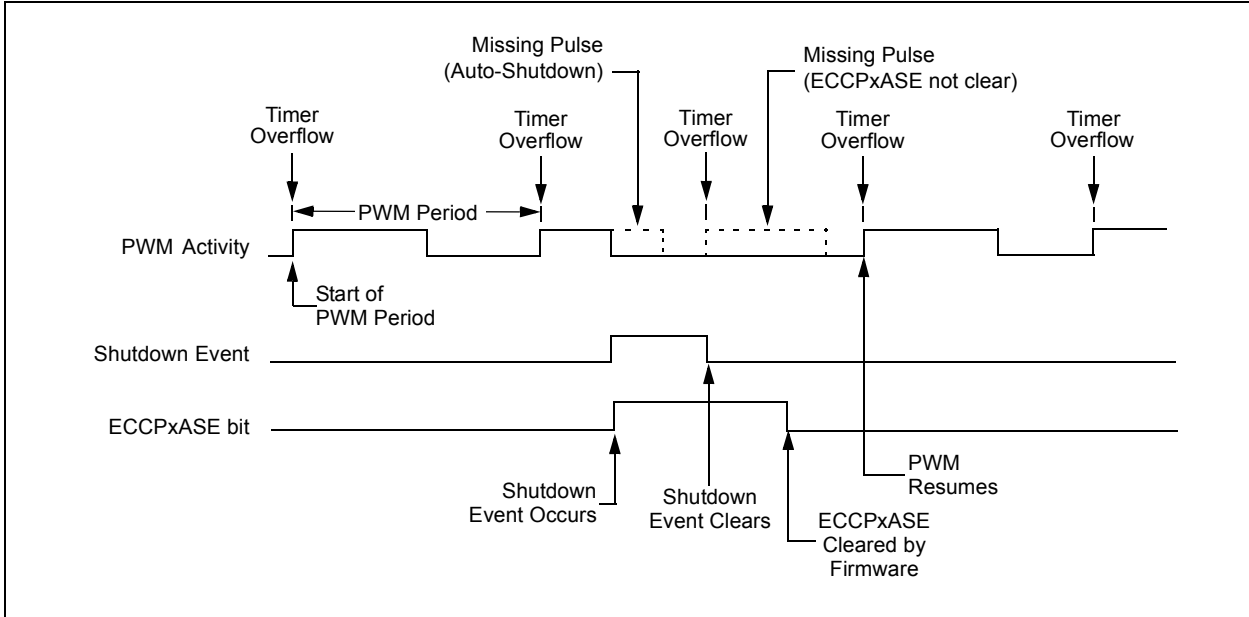 Missing Pulse
(Auto-Shutdown)
Missing Pulse
(ECCPxASE not clear)
Timer
Overflow
Timer
Overflow
Timer
Overflow
Timer
Overflow
Timer
Overflow
PWM Period
PWM Activity
Start of
PWM Period
Shutdown Event
ECCPxASE bit
Shutdown
Event Occurs
Shutdown
Event Clears
ECCPxASE
Cleared by
Firmware
PWM
Resumes